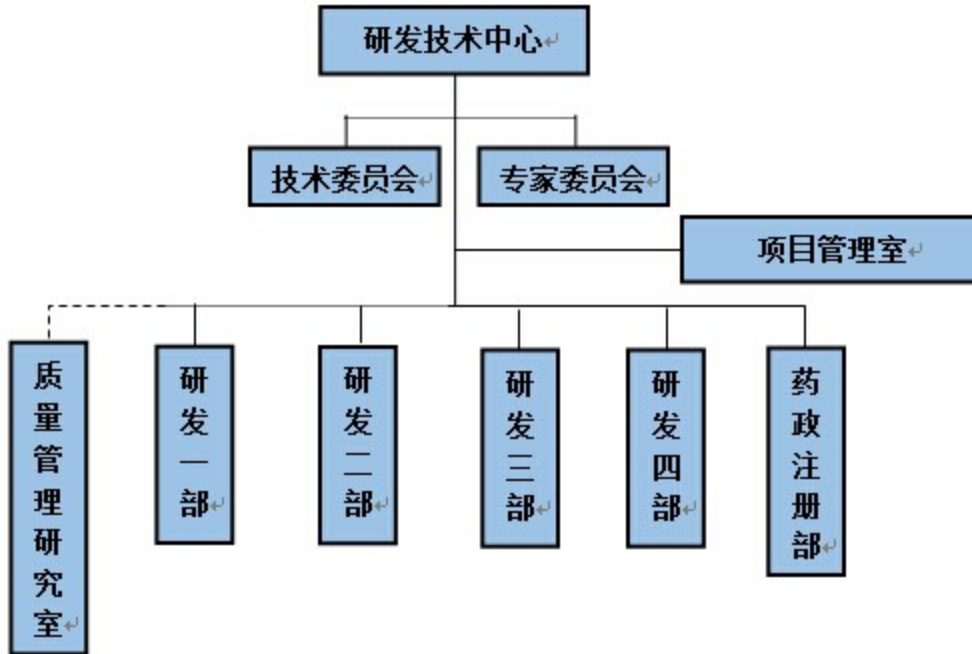 研发技术中心
技术委员会
专家委员会
项目管理室
质量管理研究室
研发一部
研发二部
研发三部
研发四部
药政注册部